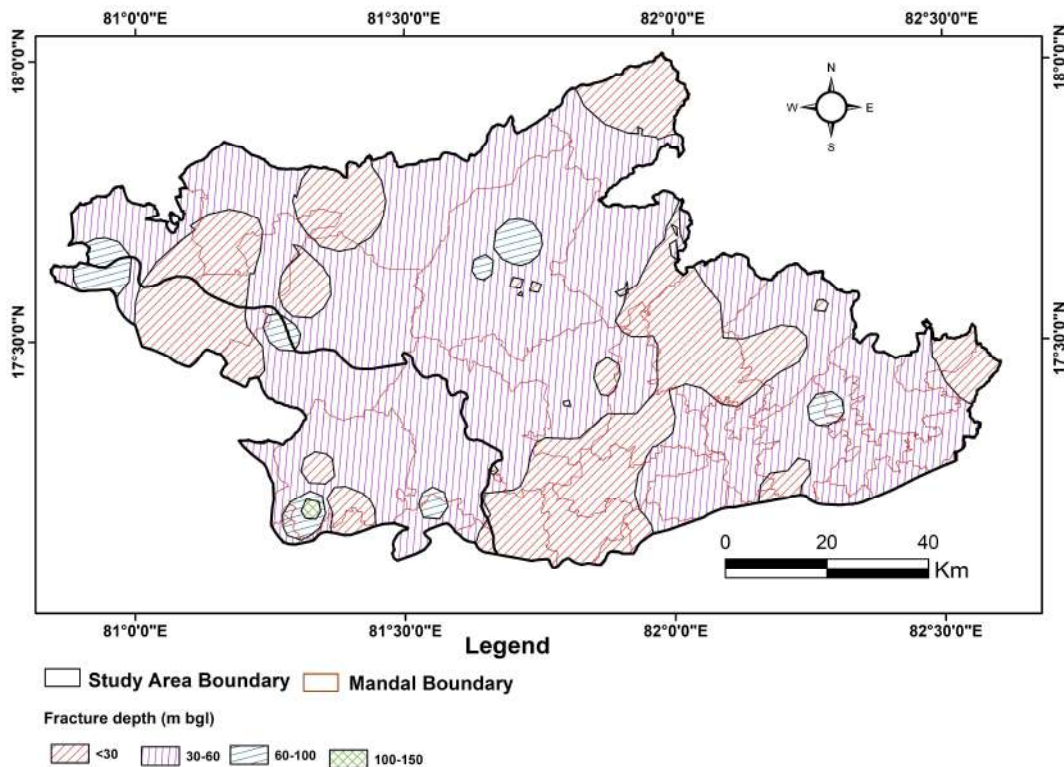 81°0'0"E 81°30'0"E 82°0'0"E 82°30'0"E
18°0'0"N
18°0'0"N
N
W E
S
17°30'0"N
17°30'0"N
0 20 40
Km
81°0'0"E 81°30'0"E 82°0'0"E 82°30'0"E
Legend
Study Area Boundary Mandal Boundary
Fracture depth (m bgl)
<30 30-60 60-100 100-150